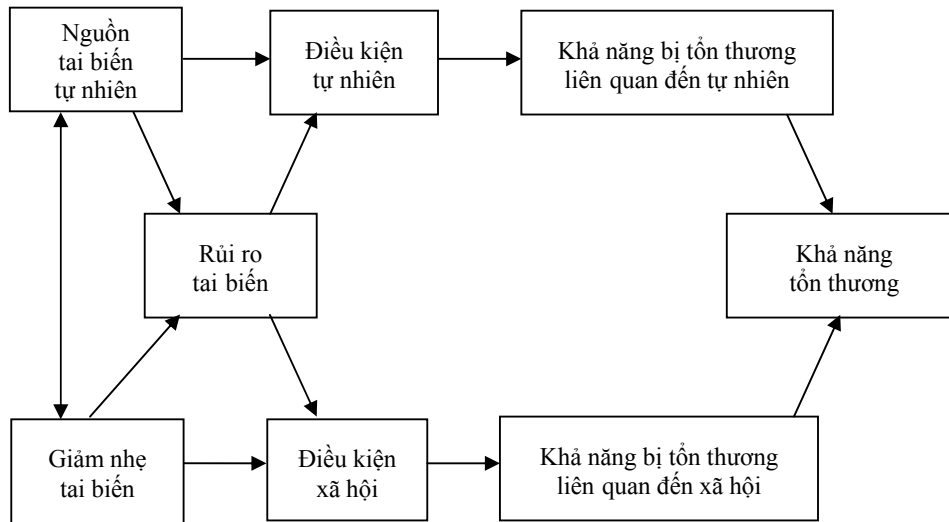 Nguồn
tai biến
tự nhiên
Điều kiện
tự nhiên
Khả năng bị tổn thương
liên quan đến tự nhiên
Rủi ro
tai biến
Khả năng
tổn thương
Giảm nhẹ
tai biến
Điều kiện
xã hội
Khả năng bị tổn thương
liên quan đến xã hội